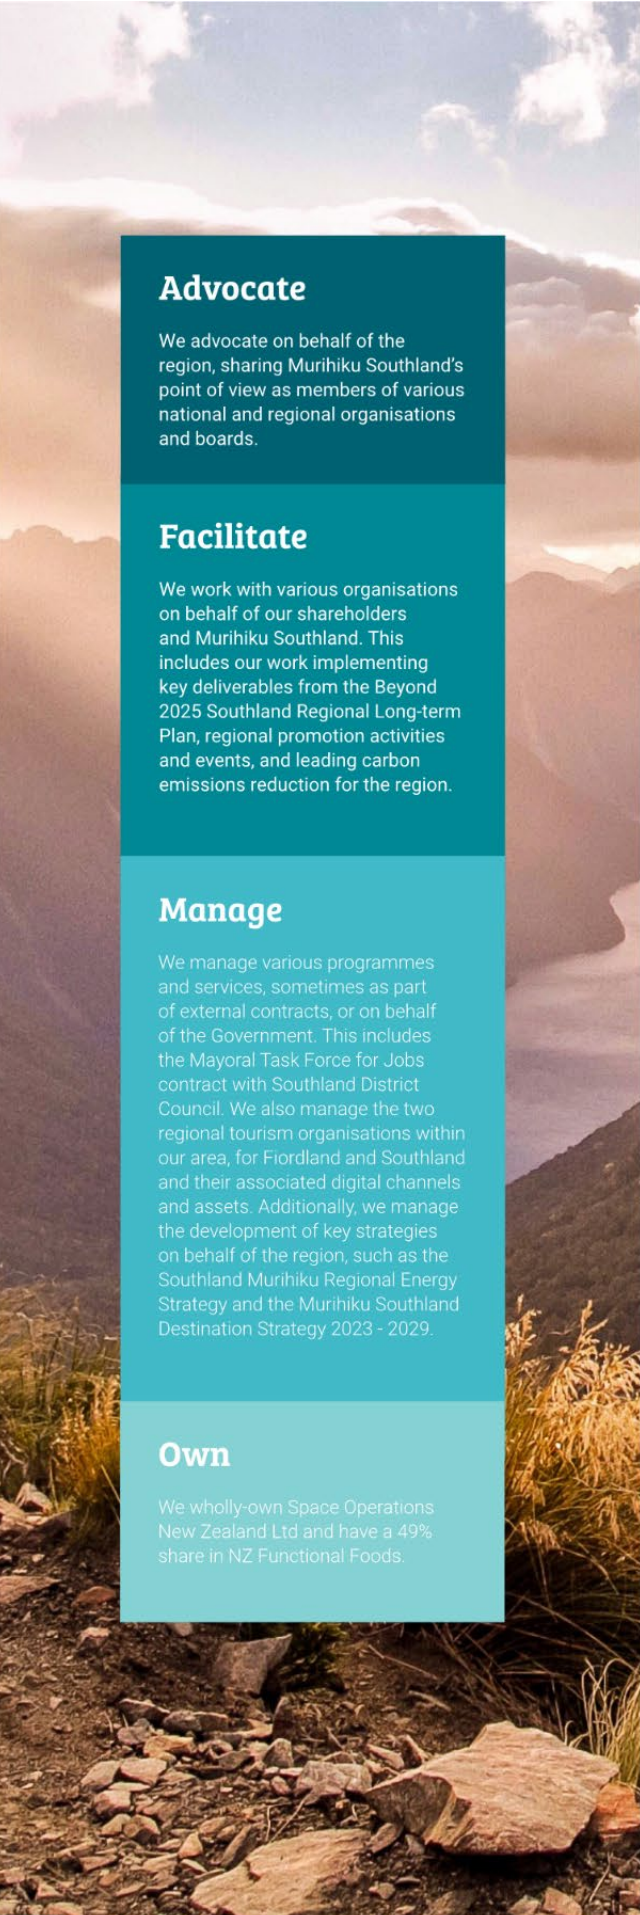 Advocate
We advocate on behalf of the
region, sharing Murihiku Southland's
point of view as members of various
national and regional organisations
and boards.
Facilitate
We work with various organisations
on behalf of our shareholders
and Murihiku Southland. This
includes our work implementing
key deliverables from the Beyond
2025 Southland Regional Long-term
Plan, regional promotion activities
and events, and leading carbon
emissions reduction for the region.
Manage
We manage various programmes
and services, sometimes as part
of external contracts, or on behalf
of the Government. This includes
the Mayoral Task Force for Jobs
contract with Southland District
Council. We also manage the two
regional tourism organisations within
our area, for Fiordland and Southland
and their associated digital channels
and assets. Additionally, we manage
the development of key strategies
on behalf of the region, such as the
Southland Murihiku Regional Energy
Strategy and the Murihiku Southland
Destination Strategy 2023 - 2029.
Own
We wholly-own Space Operations
New Zealand Ltd and have a 49%
share in NZ Functional Foods.